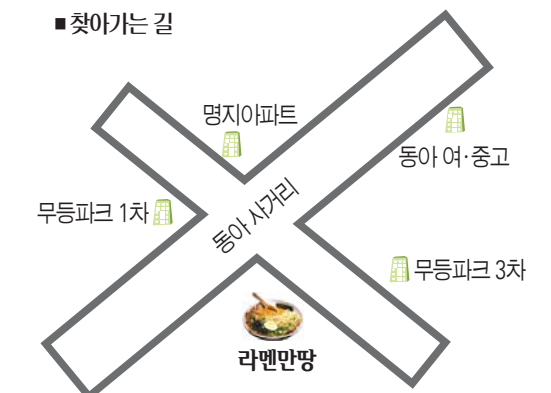 ■ 찾아가는 길
명지아파트
동아 여·중고
무등파크 1차
동아 사거리
무등파크 3차
라멘만땅